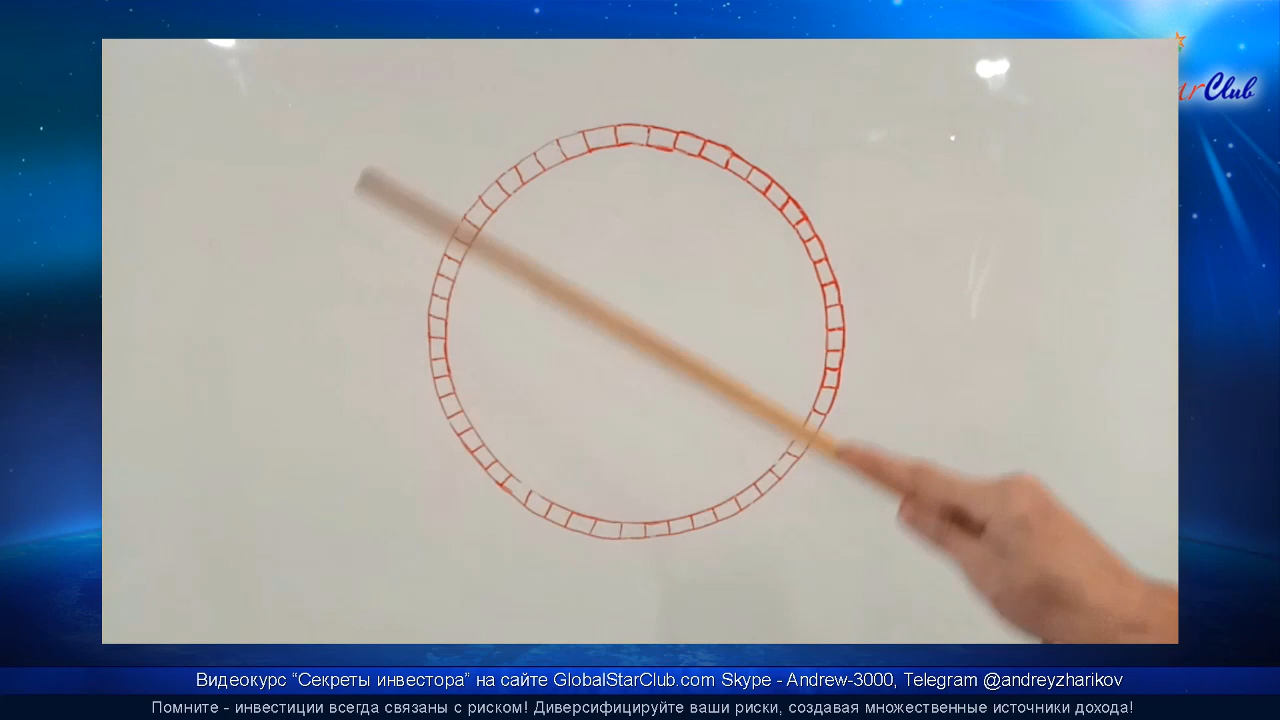 Club
Видеокурс “Секреты инвестора” на сайте GlobalStarClub.com Skype - Andrew-3000, Telegram @andreyzharikov
Помните - инвестиции всегда связаны с риском! Диверсифицируйте ваши риски, создавая множественные источники дохода!